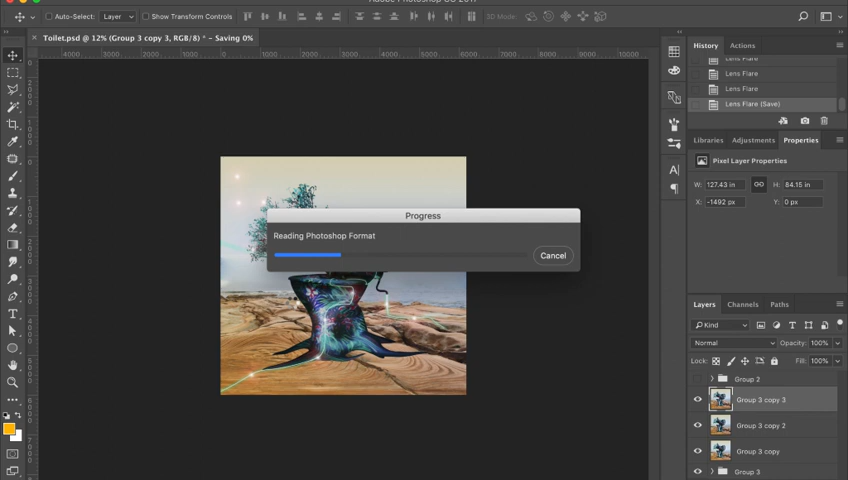 Auto-Select: Layer Show Transform Controls 3D Mode:
Toilet.psd @ 12% (Group 3 copy 3, RGB/8) * - Saving 0%
4000 3000 2000 1000 0 1000 2000 3000 4000 5000 6000 7000 8000 9000 10000
History Actions
Lens Flare
Lens Flare
Lens Flare
Lens Flare (Save)
Libraries Adjustments Properties
Pixel Layer Properties
W: 127.43 in H: 84.15 in
X: -1492 px Y: 0 px
Progress
Reading Photoshop Format
Cancel
Layers Channels Paths
Kind
Normal Opacity: 100%
Lock: Fill: 100%
Group 2
Group 3 copy 3
Group 3 copy 2
Group 3 copy
Group 3